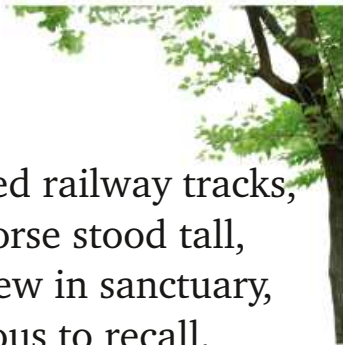 ed railway tracks,
orse stood tall,
ew in sanctuary,
ous to recall.